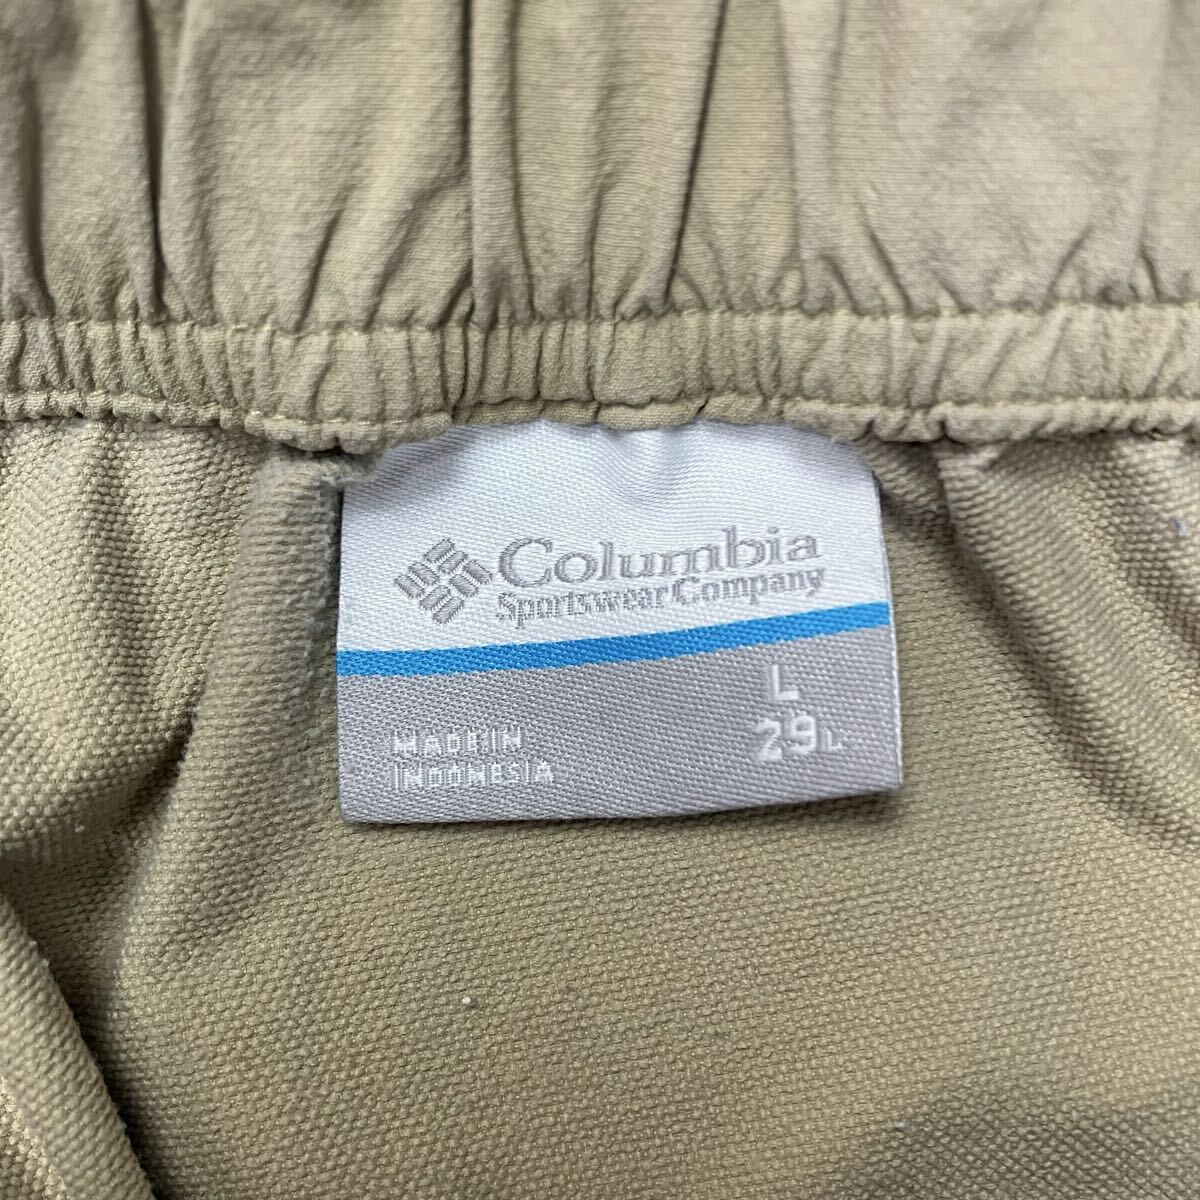 Columbia
Sportswear Company
L
29L
MADE IN
INDONESIA